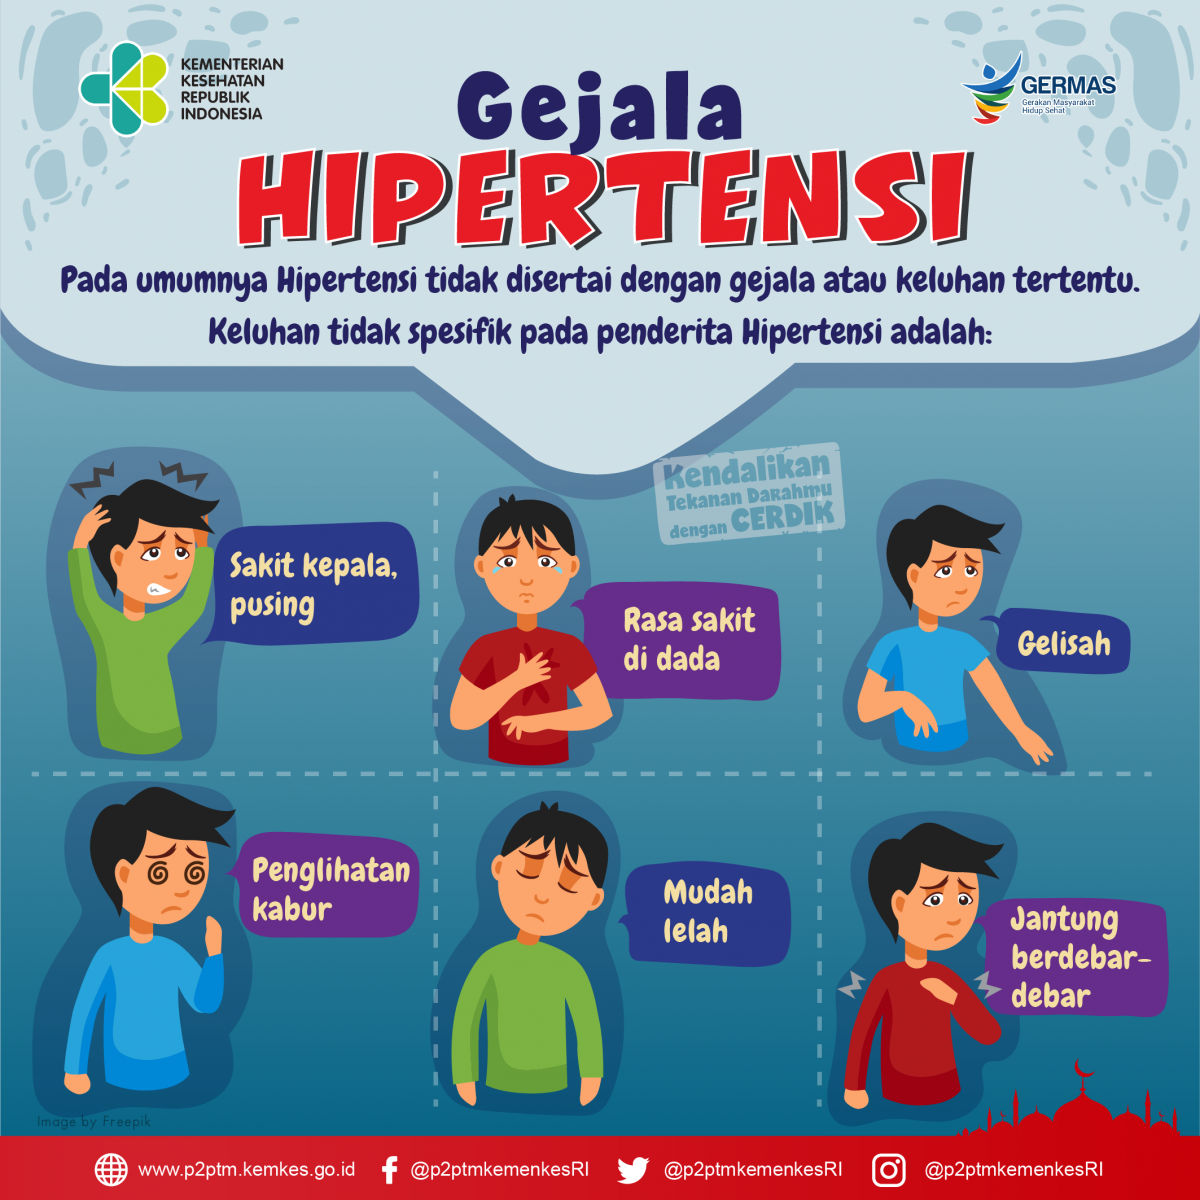 KEMENTERIAN
KESEHATAN
REPUBLIK
INDONESIA
GERMAS
Gerakan Masyarakat
Hidup Sehat
Gejala
HIPERTENSI
Pada umumnya Hipertensi tidak disertai dengan gejala atau keluhan tertentu.
Keluhan tidak spesifik pada penderita Hipertensi adalah:
Kendalikan
Tekanan Darahmu
dengan CERDIK
Sakit kepala,
pusing
Rasa sakit
di dada
Gelisah
Penglihatan
kabur
Mudah
lelah
Jantung
berdebar-
debar
Image by Freepik
www.p2ptm.kemkes.go.id
@p2ptmkemenkesRI
@p2ptmkemenkesRI
@p2ptmkemenkesRI